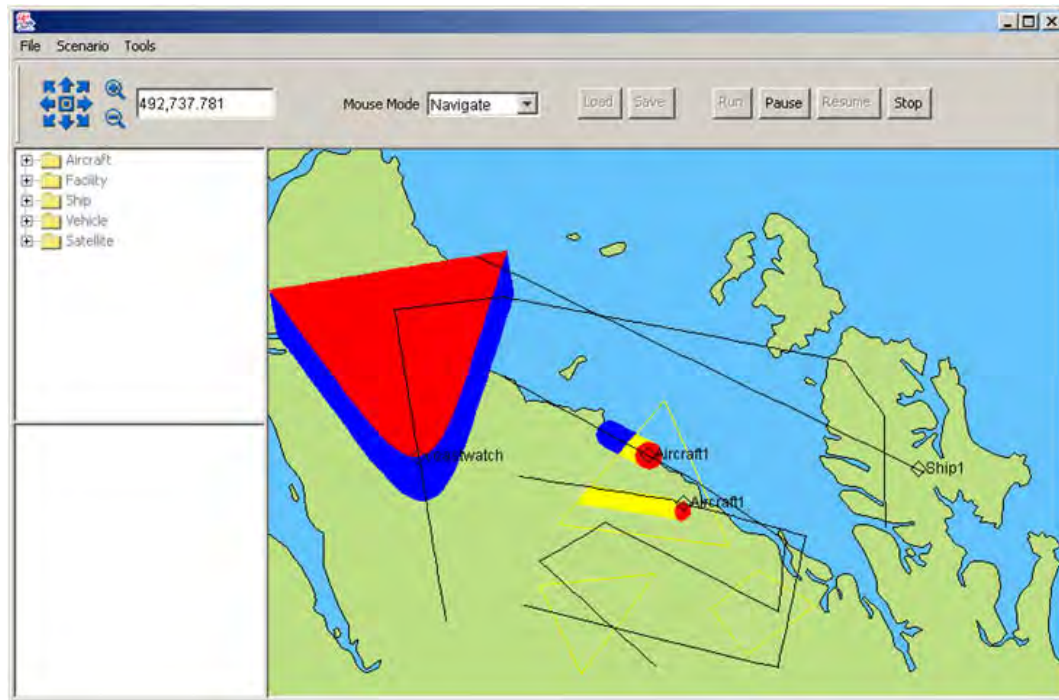 File Scenario Tools
492,737.781 Mouse Mode Navigate Load Save Run Pause Resume Stop
Aircraft
Facility
Ship
Vehicle
Satellite
Aircraft1
Ship1
Aircraft1